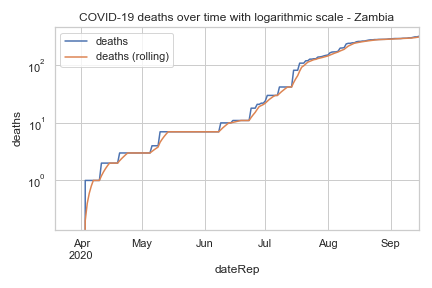 COVID-19 deaths over time with logarithmic scale - Zambia
deaths
deaths (rolling)
10²
10¹
10⁰
deaths
Apr May Jun Jul Aug Sep
2020
dateRep